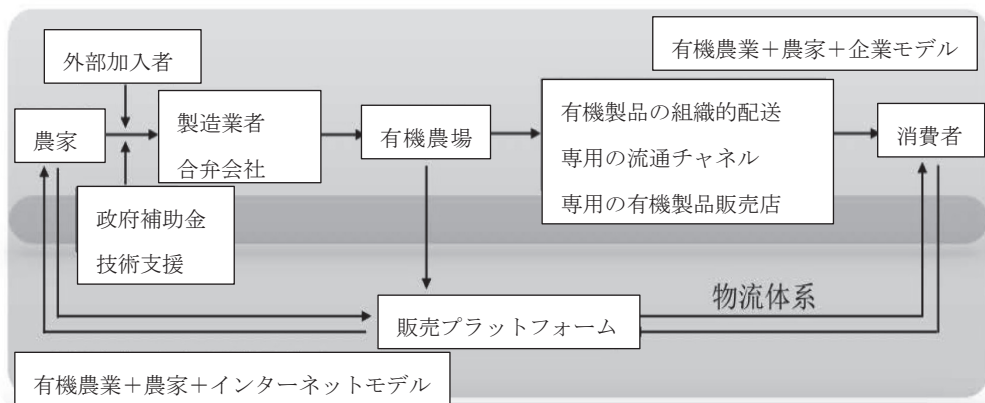 有機農業＋農家＋企業モデル
外部加入者
農家
製造業者
合弁会社
有機農場
有機製品の組織的配送
専用の流通チャネル
専用の有機製品販売店
消費者
政府補助金
技術支援
物流体系
販売プラットフォーム
有機農業＋農家＋インターネットモデル